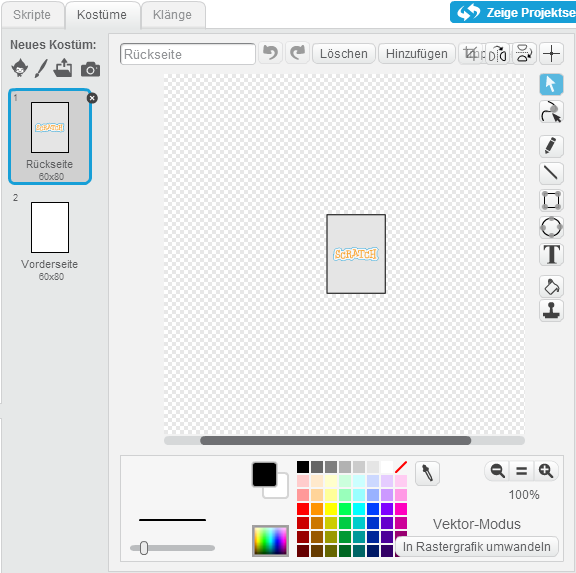 Skripte
Kostüme
Klänge
Zeige Projektse
Neues Kostüm:
Rückseite
Löschen
Hinzufügen
1
SCRATCH
Rückseite
60x80
2
Vorderseite
60x80
SCRATCH
T
100%
Vektor-Modus
In Rastergrafik umwandeln